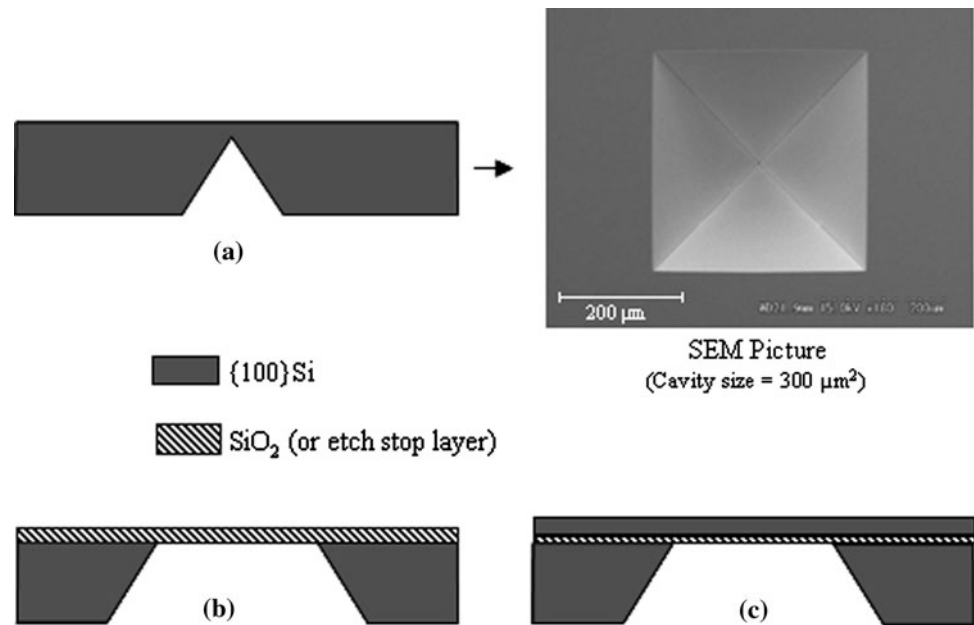 (a)
200 µm
SEM Picture
(Cavity size = 300 µm²)
{100}Si
SiO₂ (or etch stop layer)
(b)
(c)